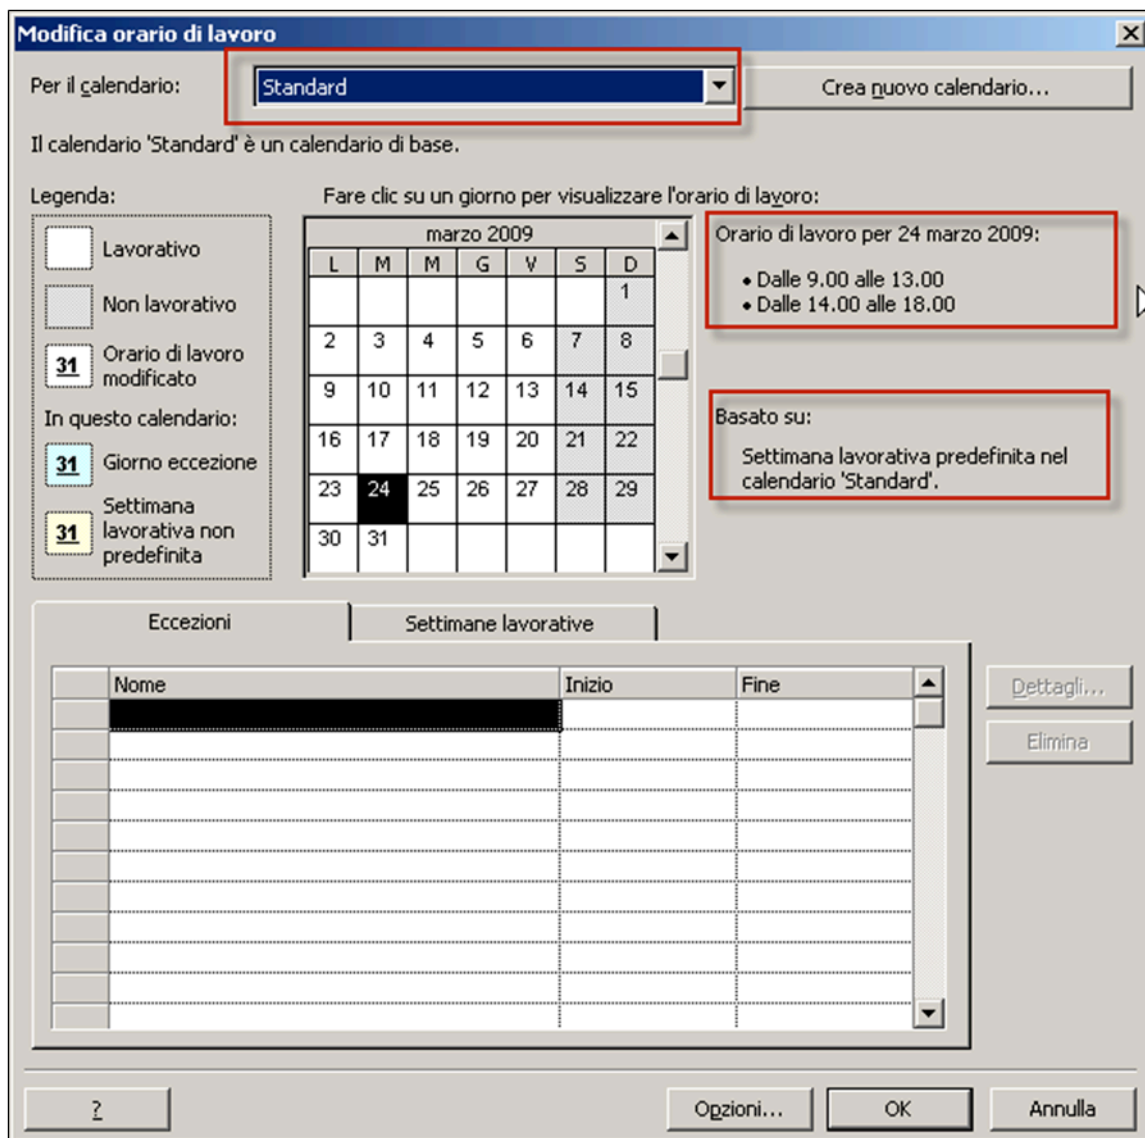 Modifica orario di lavoro
Per il calendario:
Standard
Crea nuovo calendario...
Il calendario 'Standard' è un calendario di base.
Legenda:
Lavorativo
Non lavorativo
31 Orario di lavoro
modificato
In questo calendario:
31 Giorno eccezione
Settimana
31 lavorativa non
predefinita
Fare clic su un giorno per visualizzare l'orario di lavoro:
marzo 2009
L M M G V S D
1
2 3 4 5 6 7 8
9 10 11 12 13 14 15
16 17 18 19 20 21 22
23 24 25 26 27 28 29
30 31
Orario di lavoro per 24 marzo 2009:
• Dalle 9.00 alle 13.00
• Dalle 14.00 alle 18.00
Basato su:
Settimana lavorativa predefinita nel
calendario 'Standard'.
Eccezioni
Settimane lavorative
Nome Inizio Fine
Dettagli...
Elimina
?
Opzioni...
OK
Annulla